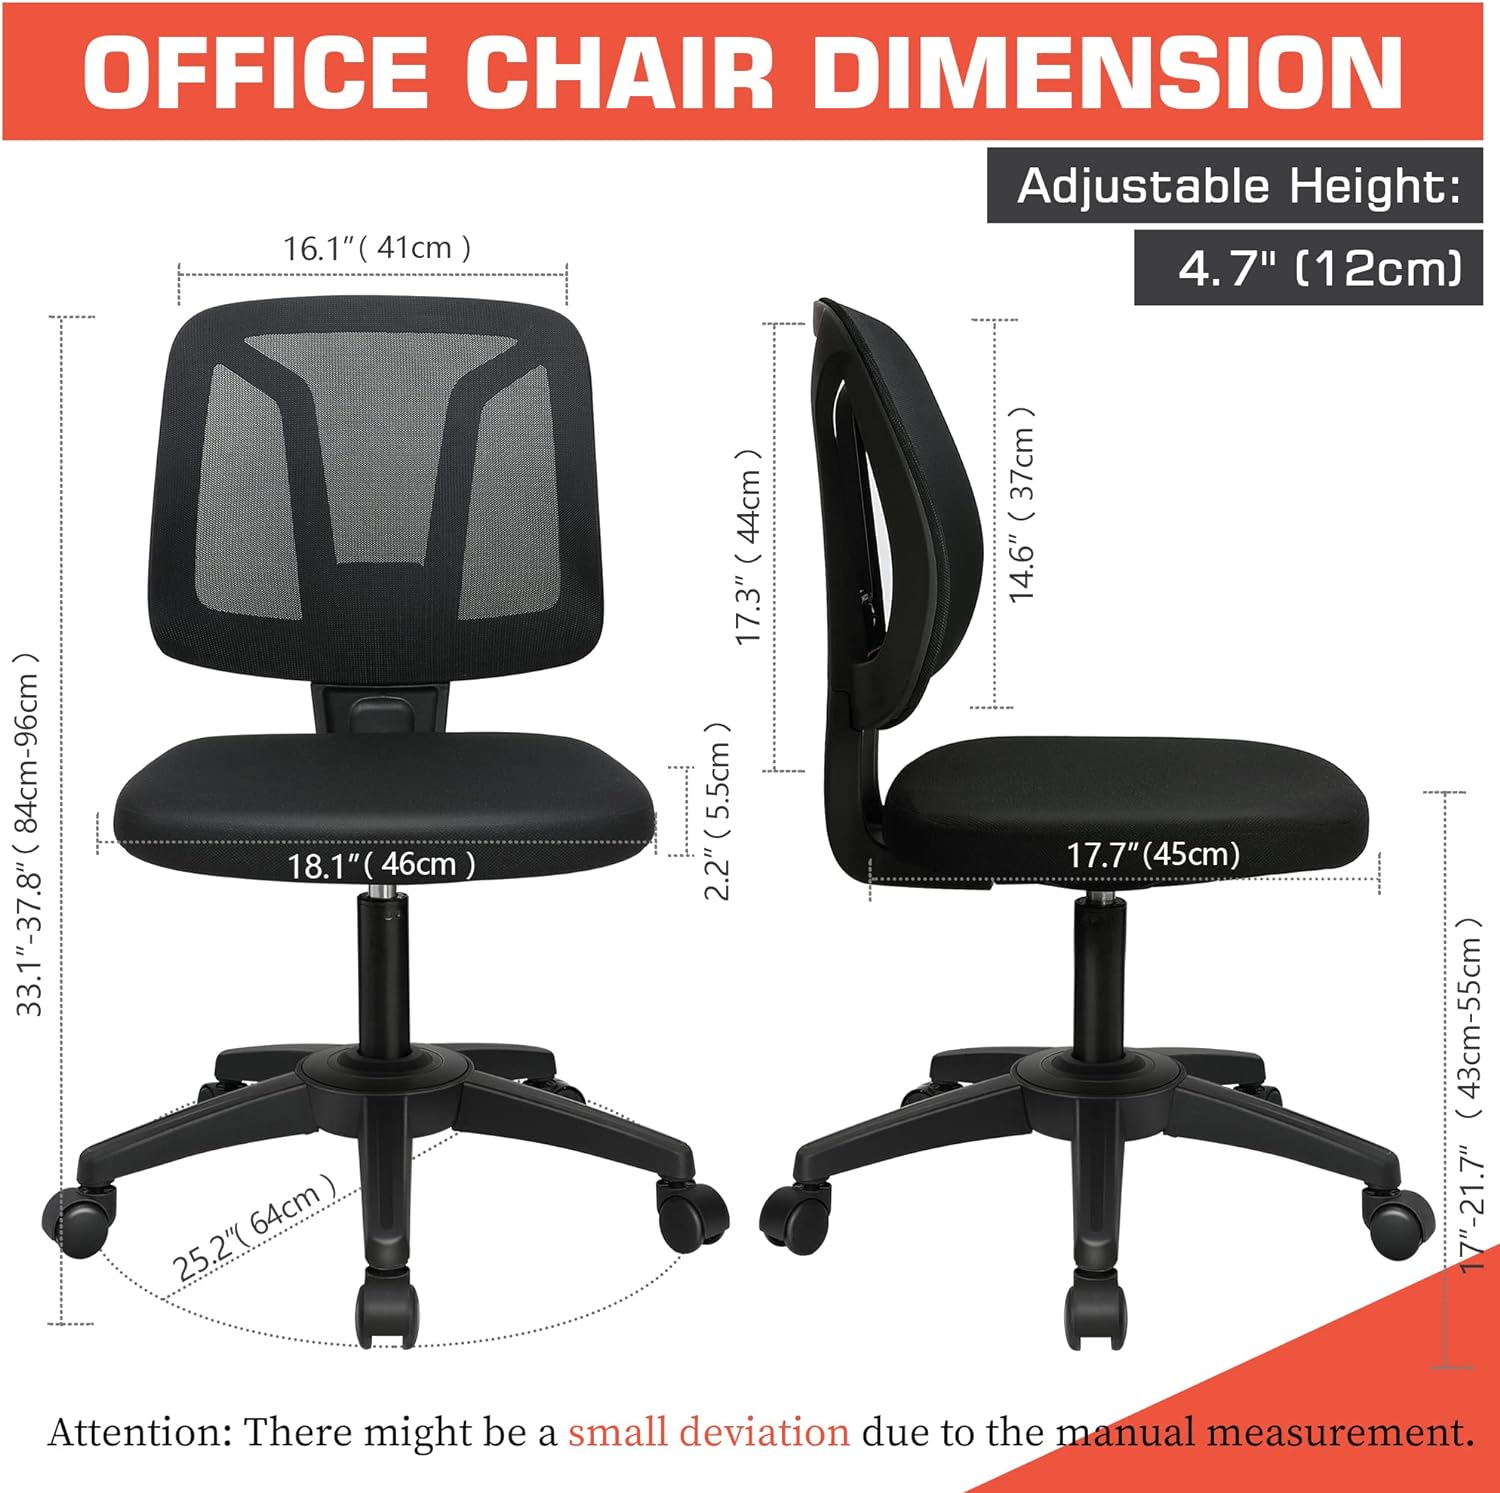 OFFICE CHAIR DIMENSION
Adjustable Height:
4.7" (12cm)
16.1″( 41cm )
33.1″-37.8″( 84cm-96cm )
18.1″( 46cm )
2.2″( 5.5cm )
25.2″( 64cm )
17.3″( 44cm )
14.6″( 37cm )
17.7″(45cm)
17″-21.7″ ( 43cm-55cm )
Attention: There might be a small deviation due to the manual measurement.